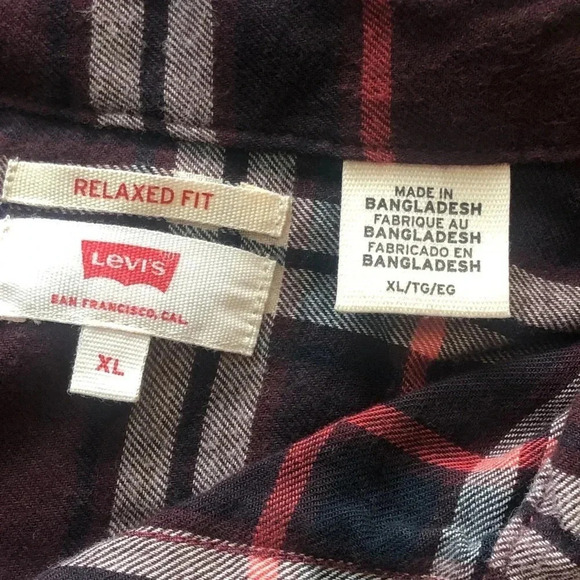 RELAXED FIT
Levi's
SAN FRANCISCO, CAL.
XL
MADE IN
BANGLADESH
FABRIQUE AU
BANGLADESH
FABRICADO EN
BANGLADESH
XL/TG/EG